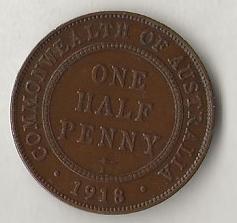 COMMONWEALTH OF AUSTRALIA
ONE
HALF
PENNY
· 1918 ·